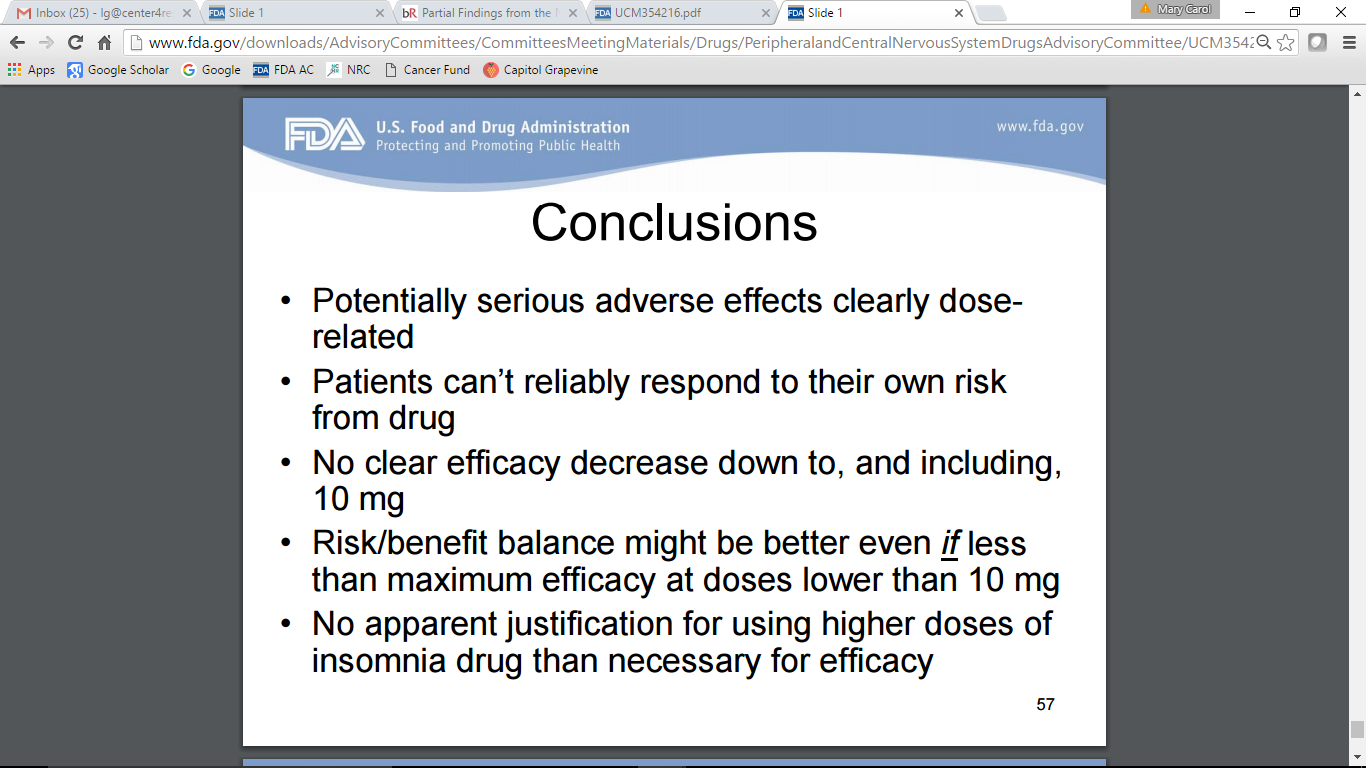 Inbox (25) - lg@center4re
Slide 1
bR Partial Findings from the
UCM354216.pdf
Slide 1
Mary Carol
www.fda.gov/downloads/AdvisoryCommittees/CommitteesMeetingMaterials/Drugs/PeripheralandCentralNervousSystemDrugsAdvisoryCommittee/UCM3542
Apps
Google Scholar
G Google
FDA FDA AC
NRC
Cancer Fund
Capitol Grapevine
FDA
U.S. Food and Drug Administration
Protecting and Promoting Public Health
www.fda.gov
Conclusions
• Potentially serious adverse effects clearly dose-
related
• Patients can’t reliably respond to their own risk
from drug
• No clear efficacy decrease down to, and including,
10 mg
• Risk/benefit balance might be better even if less
than maximum efficacy at doses lower than 10 mg
• No apparent justification for using higher doses of
insomnia drug than necessary for efficacy
57